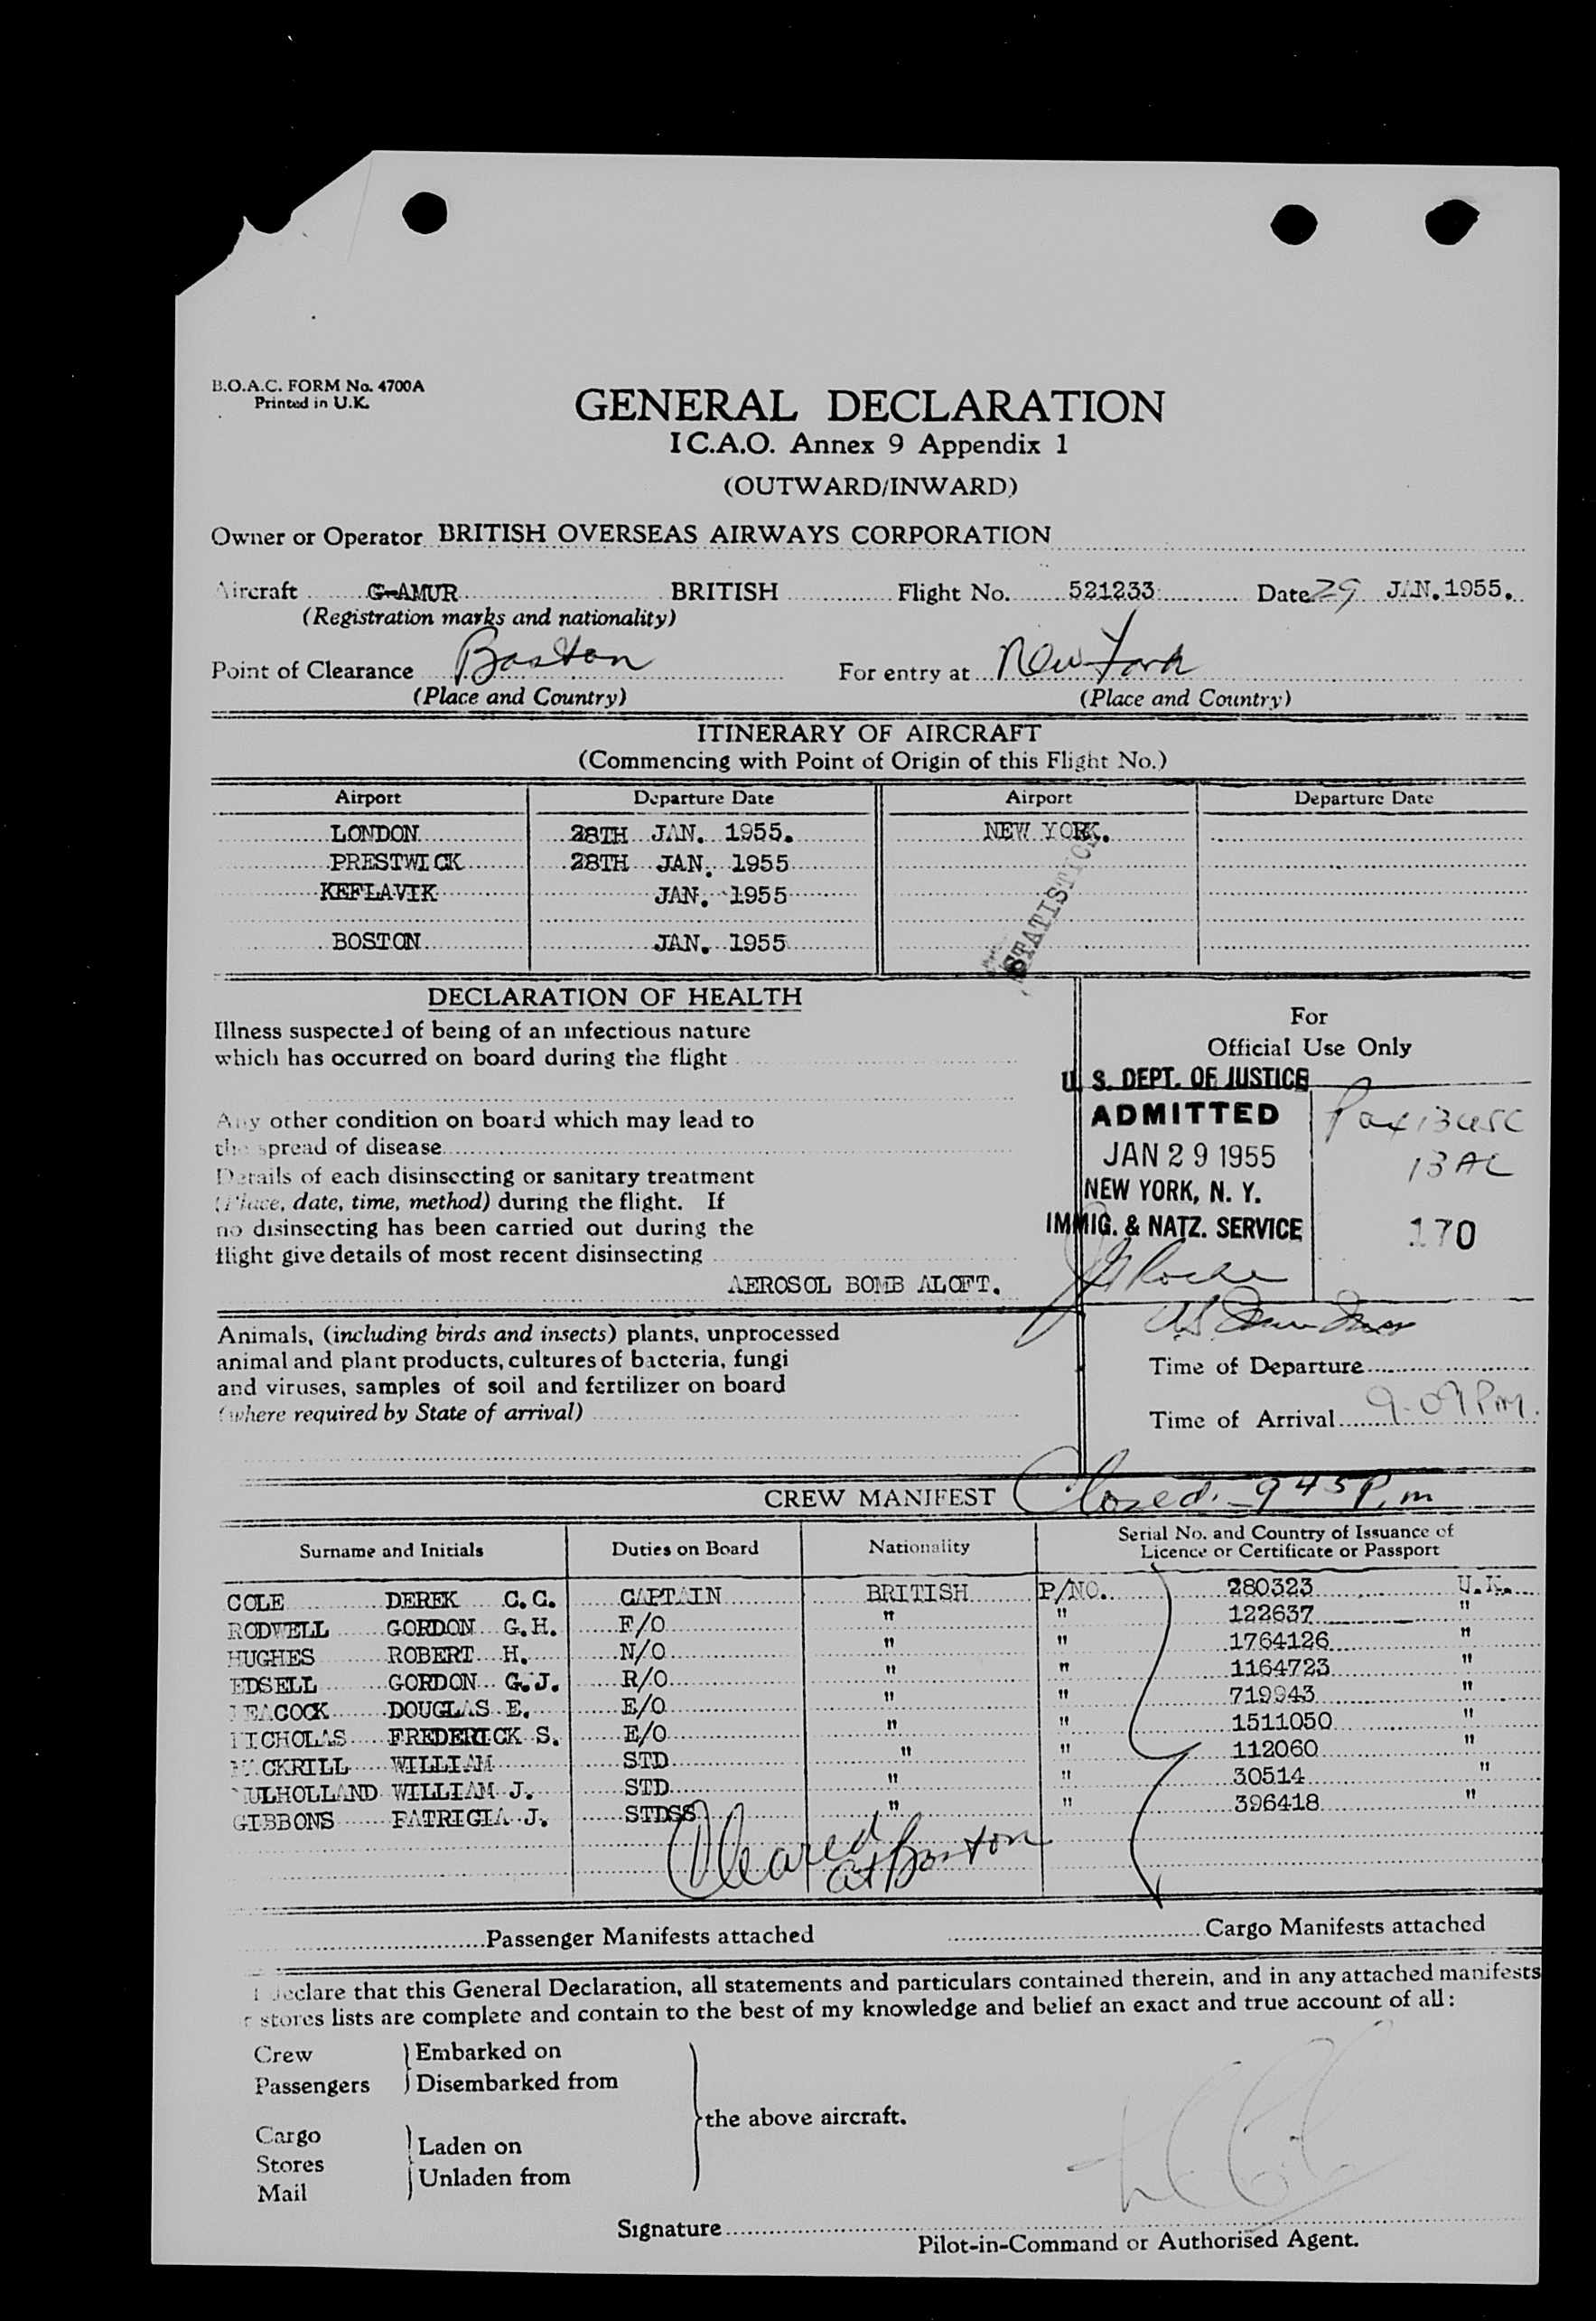 B.O.A.C. FORM No. 4700A
Printed in U.K.
GENERAL DECLARATION
I C.A.O. Annex 9 Appendix 1
(OUTWARD/INWARD)
Owner or Operator BRITISH OVERSEAS AIRWAYS CORPORATION
Aircraft G-AMUR BRITISH Flight No. 521233 Date 29 JAN. 1955.
(Registration marks and nationality)
Point of Clearance Boston For entry at New York
(Place and Country) (Place and Country)
ITINERARY OF AIRCRAFT
(Commencing with Point of Origin of this Flight No.)
Airport Departure Date Airport Departure Date
LONDON 28TH JAN. 1955. NEW YORK.
PRESTWICK 28TH JAN. 1955
KEFLAVIK JAN. 1955
BOSTON JAN. 1955
DECLARATION OF HEALTH
Illness suspected of being of an infectious nature
which has occurred on board during the flight
Any other condition on board which may lead to
the spread of disease
Details of each disinsecting or sanitary treatment
(Place, date, time, method) during the flight. If
no disinsecting has been carried out during the
flight give details of most recent disinsecting
AEROSOL BOMB ALOFT.
For
Official Use Only
U. S. DEPT. OF JUSTICE
ADMITTED
JAN 29 1955
NEW YORK, N. Y.
IMMIG. & NATZ. SERVICE
170
Animals, (including birds and insects) plants, unprocessed
animal and plant products, cultures of bacteria, fungi
and viruses, samples of soil and fertilizer on board
(where required by State of arrival)
Time of Departure
Time of Arrival 9.09 PM.
CREW MANIFEST Closed. 945 P.m
Surname and Initials Duties on Board Nationality Serial No. and Country of Issuance of
Licence or Certificate or Passport
COLE DEREK C.C. CAPTAIN BRITISH P/NO. 280323 U.K.
RODWELL GORDON G.H. F/O " " 122637 "
HUGHES ROBERT H. N/O " " 1764126 "
EDSELL GORDON G.J. R/O " " 1164723 "
EACOCK DOUGLAS E. E/O " " 719943 "
NICHOLAS FREDERICK S. E/O " " 1511050 "
CKRILL WILLIAM STD " " 112060 "
MULHOLLAND WILLIAM J. STD " " 30514 "
GIBBONS PATRICIA J. STDSS " " 396418 "
Cleared
at Boston
Passenger Manifests attached Cargo Manifests attached
I declare that this General Declaration, all statements and particulars contained therein, and in any attached manifests
r stores lists are complete and contain to the best of my knowledge and belief an exact and true account of all:
Crew
Passengers
Embarked on
Disembarked from
Cargo
Stores
Mail
Laden on
Unladen from
the above aircraft.
Signature
Pilot-in-Command or Authorised Agent.